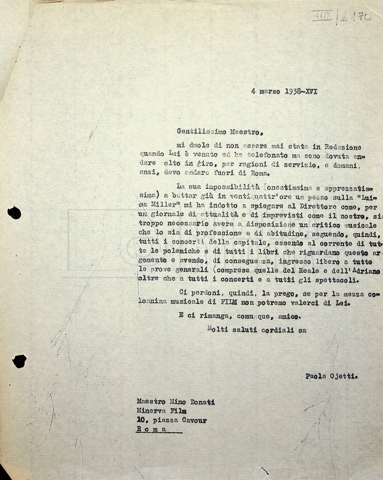 4 marzo 1938-XVI
Gentilissimo Maestro,
mi duole di non essere mai stata in Redazione
quando Lei è venuto ed ha telefonato ma sono dovuta an-
dare molto in giro, per ragioni di servizio, e domani,
anzi, devo andare fuori di Roma.
La sua impossibilità (onestissima e apprezzatis-
sima) a butter giù in ventiquattr'ore un pezzo sulla "Lui-
sa Miller" mi ha indotto a spiegare al Direttore come, per
un giornale di attualità e di imprevisti come il nostro, sia
troppo necessario avere a disposizione un critico musicale
che lo sia di professione e di abitudine, seguendo, quindi,
tutti i concerti della capitale, essendo al corrente di tut-
te le polemiche e di tutti i libri che riguardano questo ar
gomento e avendo, di conseguenza, ingresso libero a tutte
le prove generali (comprese quelle del Reale e dell'Adriano
oltre che a tutti i concerti e a tutti gli spettacoli.
Ci perdoni, quindi, la prego, se per la mezza co-
lonnina musicale di FILM non potremo valerci di Lei.
E ci rimanga, comunque, amico.
Molti saluti cordiali da
Paola Ojetti.
Maestro Nino Donati
Minerva Film
10, piazza Cavour
Roma